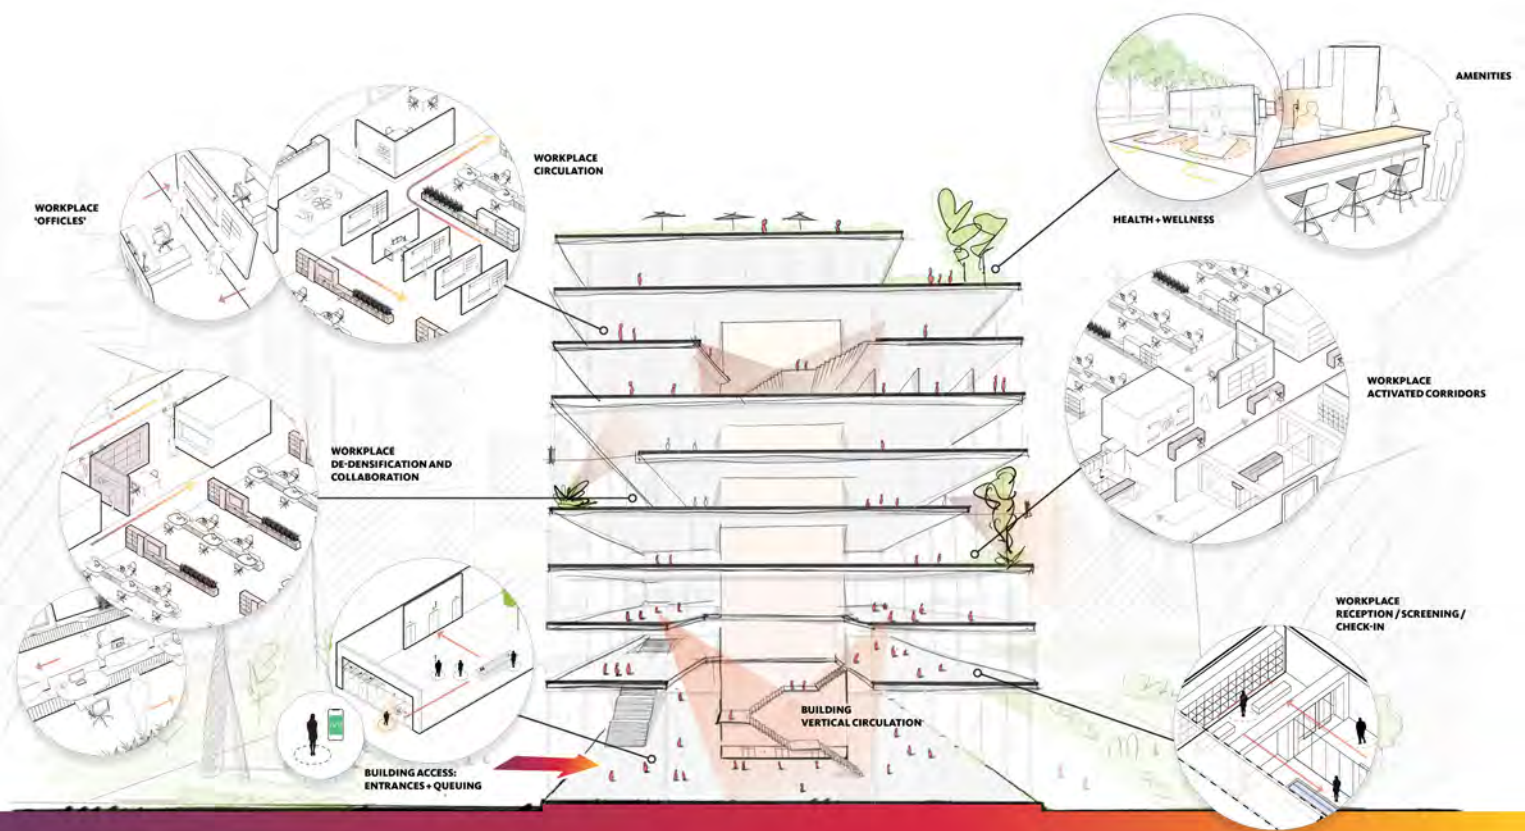 AMENITIES
WORKPLACE
CIRCULATION
WORKPLACE
'OFFICLES'
HEALTH + WELLNESS
WORKPLACE
ACTIVATED CORRIDORS
WORKPLACE
DE-DENSIFICATION AND
COLLABORATION
WORKPLACE
RECEPTION / SCREENING /
CHECK-IN
BUILDING
VERTICAL CIRCULATION
BUILDING ACCESS:
ENTRANCES + QUEUING